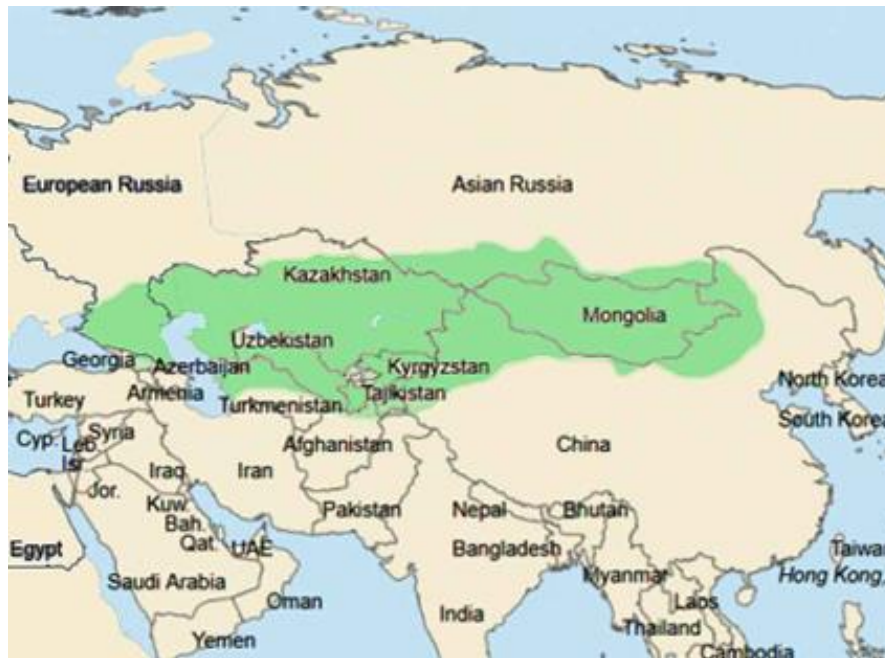 European Russia
Asian Russia
Kazakhstan
Mongolia
Uzbekistan
Georgia
Azerbaijan
Kyrgyzstan
North Korea
Armenia
Tajikistan
Turkey
Turkmenistan
South Korea
Syria
Cyp.
Leb.
Afghanistan
China
Isr.
Iraq
Iran
Jor.
Kuw.
Pakistan
Nepal
Bhutan
Bah.
Qat.
UAE
Egypt
Bangladesh
Taiwan
Saudi Arabia
Myanmar
Hong Kong,
Oman
India
Laos
Thailand
Yemen
Cambodia